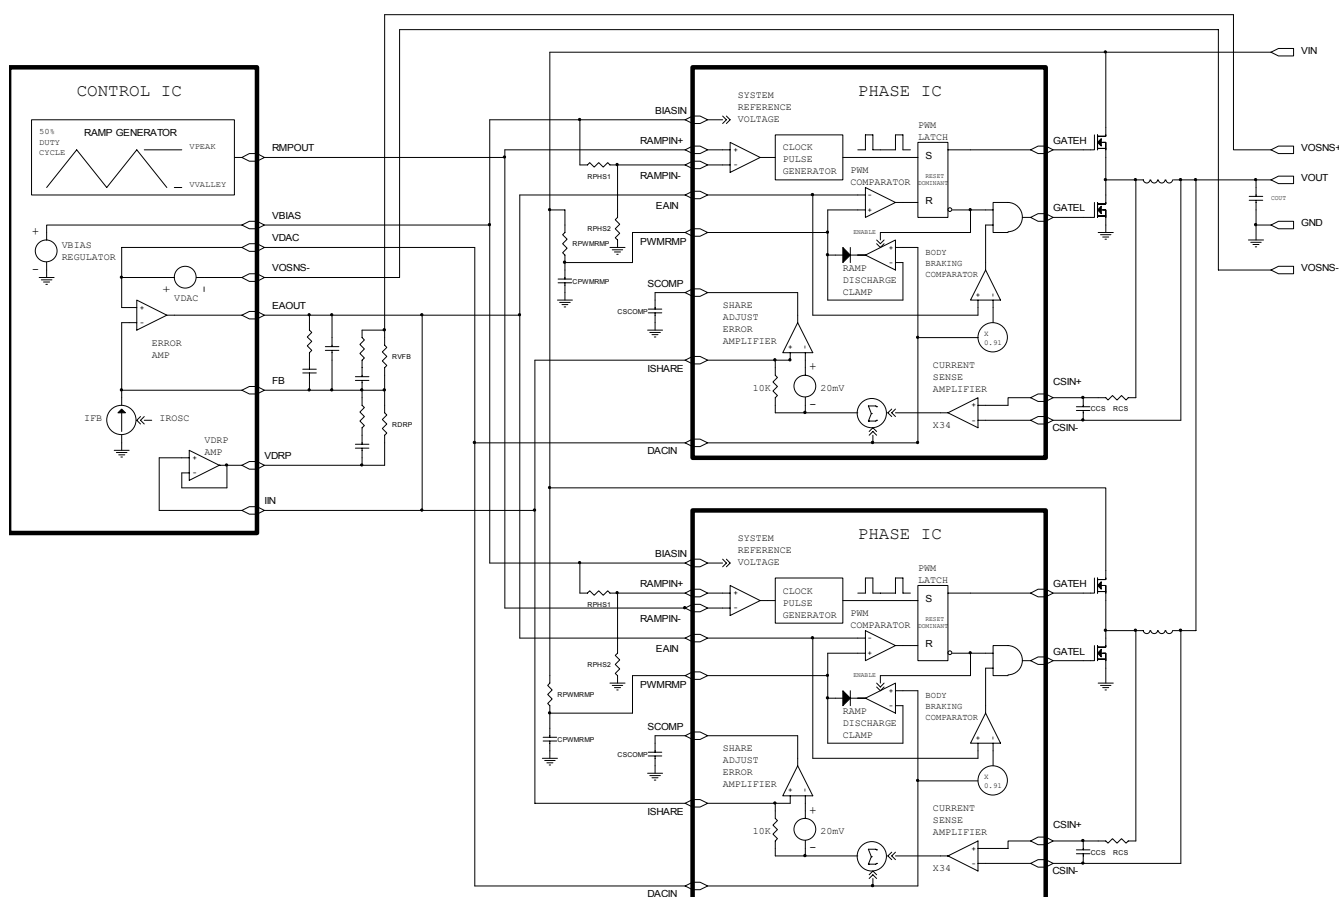 CONTROL IC
50%
DUTY
CYCLE
RAMP GENERATOR
VPEAK
VVALLEY
RMPOUT
VBIAS
+
-
VBIAS
REGULATOR
VDAC
VOSNS-
+
VDAC
EAOUT
+
-
ERROR
AMP
RVFB
FB
IFB
IROSC
RDRP
VDRP
AMP
+
-
VDRP
IIN
VIN
VOSNS+
VOUT
COUT
GND
VOSNS-
PHASE IC
BIASIN
SYSTEM
REFERENCE
VOLTAGE
RAMPIN+
RAMPIN-
RPHS1
+
-
CLOCK
PULSE
GENERATOR
PWM
LATCH
S
RESET
DOMINANT
R
GATEH
PWM
COMPARATOR
-
+
EAIN
RPHS2
RPWMRMP
PWMRMP
CPWMRMP
GATEL
ENABLE
+
-
RAMP
DISCHARGE
CLAMP
BODY
BRAKING
COMPARATOR
+
-
SCOMP
CSCOMP
SHARE
ADJUST
ERROR
AMPLIFIER
+
-
X
0.91
ISHARE
10K
+
-
20mV
CURRENT
SENSE
AMPLIFIER
+
-
X34
Σ
CSIN+
CCS
RCS
CSIN-
DACIN
PHASE IC
BIASIN
SYSTEM
REFERENCE
VOLTAGE
RAMPIN+
RPHS1
RAMPIN-
+
-
CLOCK
PULSE
GENERATOR
PWM
LATCH
S
RESET
DOMINANT
R
GATEH
PWM
COMPARATOR
-
+
EAIN
RPHS2
PWMRMP
RPWMRMP
CPWMRMP
GATEL
ENABLE
+
-
RAMP
DISCHARGE
CLAMP
BODY
BRAKING
COMPARATOR
+
-
SCOMP
CSCOMP
SHARE
ADJUST
ERROR
AMPLIFIER
+
-
X
0.91
ISHARE
10K
+
-
20mV
CURRENT
SENSE
AMPLIFIER
+
-
X34
Σ
CSIN+
CCS
RCS
CSIN-
DACIN